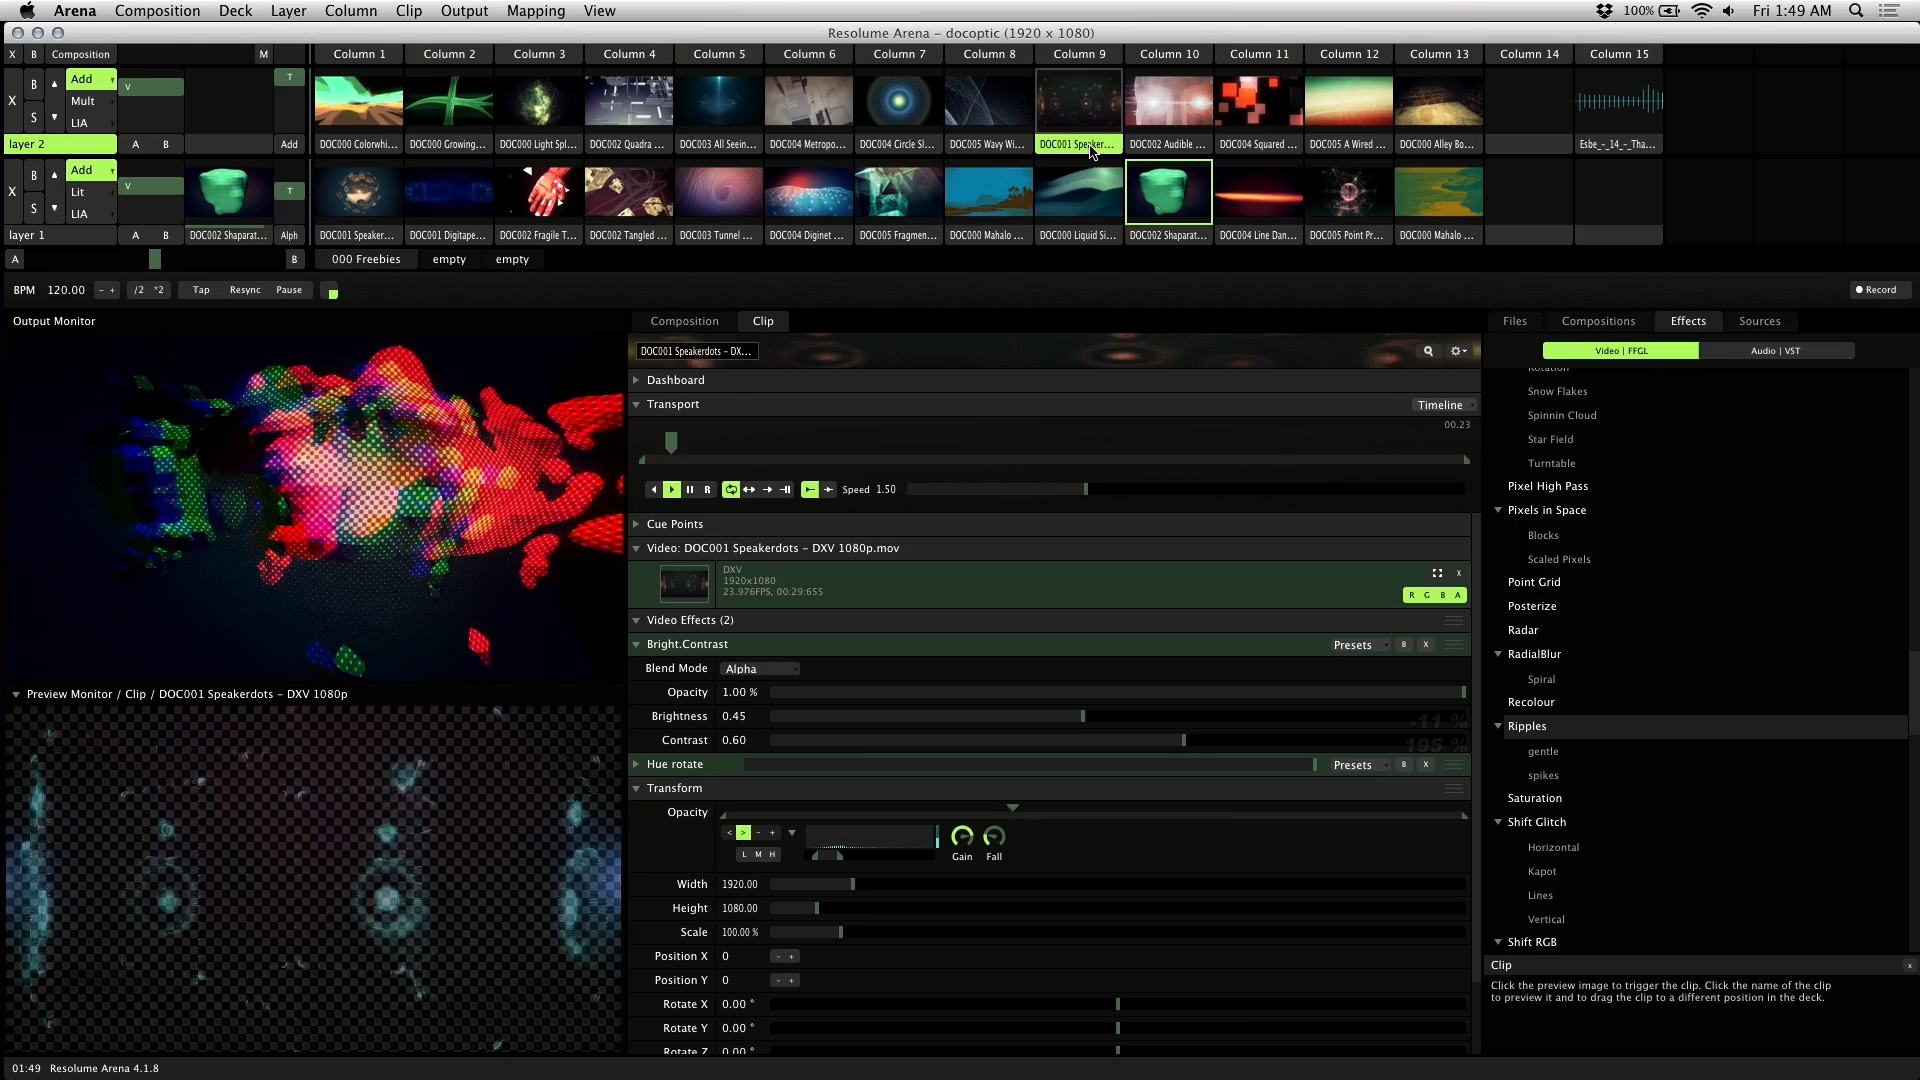 Arena Composition Deck Layer Column Clip Output Mapping View 100% Fri 1:49 AM
Resolume Arena - docoptic (1920 x 1080)
X B Composition M Column 1 Column 2 Column 3 Column 4 Column 5 Column 6 Column 7 Column 8 Column 9 Column 10 Column 11 Column 12 Column 13 Column 14 Column 15
X B S Add Mult LIA V T
layer 2 A B Add DOC000 Colorwhi... DOC000 Growing... DOC000 Light Spl... DOC002 Quadra ... DOC003 All Seein... DOC004 Metropo... DOC004 Circle Sl... DOC005 Wavy Wi... DOC001 Speaker... DOC002 Audible ... DOC004 Squared ... DOC005 A Wired ... DOC000 Alley Bo... Esbe_-_14_-_Tha...
X B S Add Lit LIA V T
layer 1 A B DOC002 Shaparat... Alph DOC001 Speaker... DOC001 Digitape... DOC002 Fragile T... DOC002 Tangled ... DOC003 Tunnel ... DOC004 Diginet ... DOC005 Fragmen... DOC000 Mahalo ... DOC000 Liquid Si... DOC002 Shaparat... DOC004 Line Dan... DOC005 Point Pr... DOC000 Mahalo ...
A B 000 Freebies empty empty
BPM 120.00 - + /2 *2 Tap Resync Pause Record
Output Monitor
Composition Clip
Files Compositions Effects Sources
DOC001 Speakerdots - DX...
Video | FFGL Audio | VST
Dashboard
Transport Timeline
00.23
R Speed 1.50
Cue Points
Video: DOC001 Speakerdots - DXV 1080p.mov
DXV
1920x1080
23.976FPS, 00:29:655
X
R G B A
Video Effects (2)
Bright.Contrast Presets B X
Blend Mode Alpha
Opacity 1.00 %
Brightness 0.45 -11 %
Contrast 0.60 195 %
Hue rotate Presets B X
Transform
Opacity
< > - +
L M H Gain Fall
Width 1920.00
Height 1080.00
Scale 100.00 %
Position X 0 - +
Position Y 0 - +
Rotate X 0.00 °
Rotate Y 0.00 °
Rotate Z 0.00 °
Rotation
Snow Flakes
Spinnin Cloud
Star Field
Turntable
Pixel High Pass
Pixels in Space
Blocks
Scaled Pixels
Point Grid
Posterize
Radar
RadialBlur
Spiral
Recolour
Ripples
gentle
spikes
Saturation
Shift Glitch
Horizontal
Kapot
Lines
Vertical
Shift RGB
Clip x
Click the preview image to trigger the clip. Click the name of the clip
to preview it and to drag the clip to a different position in the deck.
Preview Monitor / Clip / DOC001 Speakerdots - DXV 1080p
01:49 Resolume Arena 4.1.8